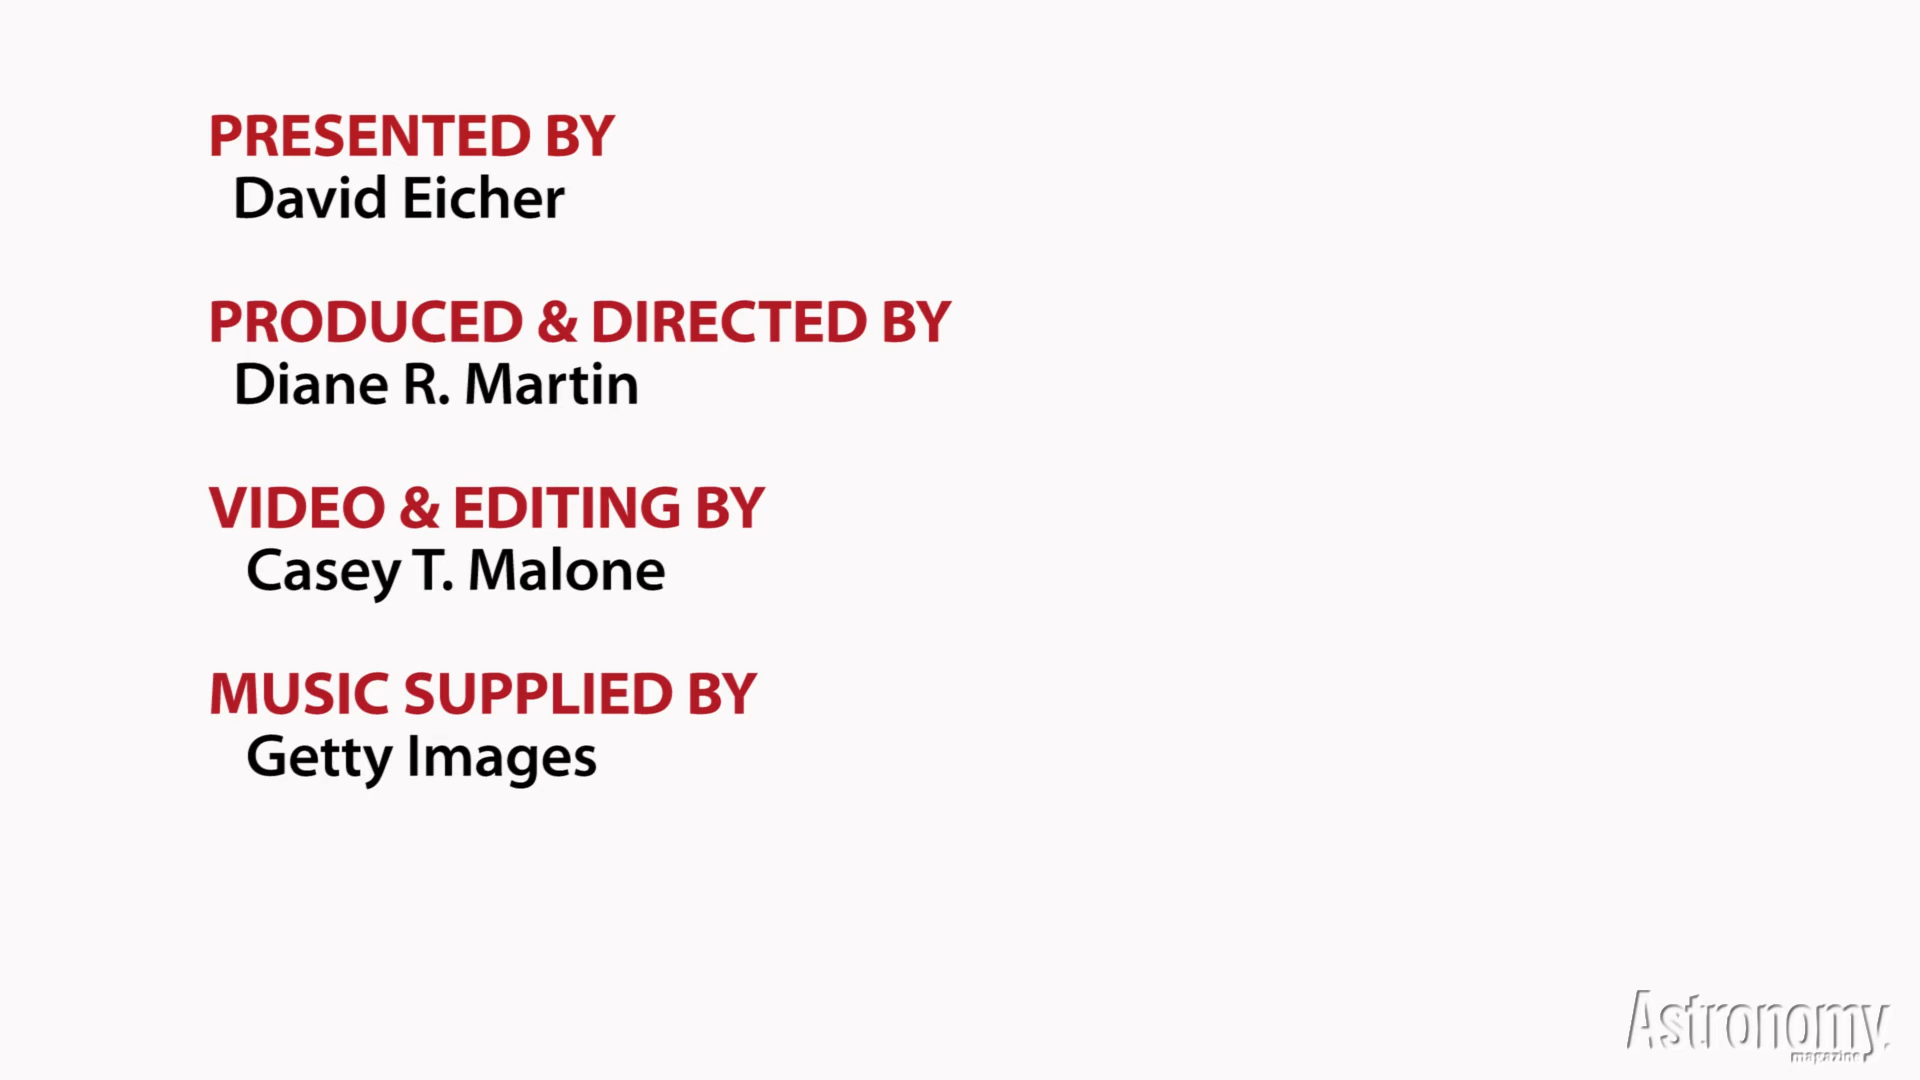 PRESENTED BY
David Eicher
PRODUCED & DIRECTED BY
Diane R. Martin
VIDEO & EDITING BY
Casey T. Malone
MUSIC SUPPLIED BY
Getty Images
Astronomy
magazine